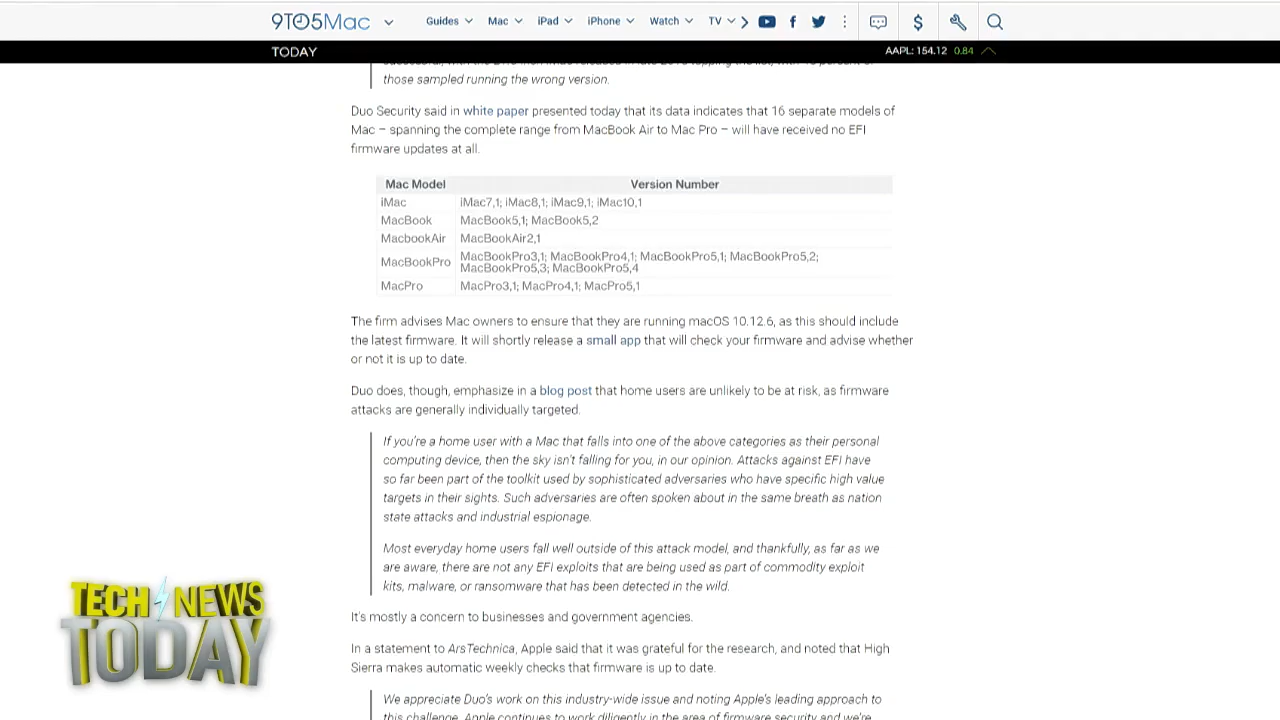 9TO5Mac
Guides Mac iPad iPhone Watch TV
TODAY
AAPL: 154.12 0.84
those sampled running the wrong version.
Duo Security said in white paper presented today that its data indicates that 16 separate models of
Mac – spanning the complete range from MacBook Air to Mac Pro – will have received no EFI
firmware updates at all.
Mac Model Version Number
iMac iMac7,1; iMac8,1; iMac9,1; iMac10,1
MacBook MacBook5,1; MacBook5,2
MacbookAir MacBookAir2,1
MacBookPro MacBookPro3,1; MacBookPro4,1; MacBookPro5,1; MacBookPro5,2;
MacBookPro5,3; MacBookPro5,4
MacPro MacPro3,1; MacPro4,1; MacPro5,1
The firm advises Mac owners to ensure that they are running macOS 10.12.6, as this should include
the latest firmware. It will shortly release a small app that will check your firmware and advise whether
or not it is up to date.
Duo does, though, emphasize in a blog post that home users are unlikely to be at risk, as firmware
attacks are generally individually targeted.
If you're a home user with a Mac that falls into one of the above categories as their personal
computing device, then the sky isn't falling for you, in our opinion. Attacks against EFI have
so far been part of the toolkit used by sophisticated adversaries who have specific high value
targets in their sights. Such adversaries are often spoken about in the same breath as nation
state attacks and industrial espionage.
Most everyday home users fall well outside of this attack model, and thankfully, as far as we
are aware, there are not any EFI exploits that are being used as part of commodity exploit
kits, malware, or ransomware that has been detected in the wild.
It's mostly a concern to businesses and government agencies.
In a statement to ArsTechnica, Apple said that it was grateful for the research, and noted that High
Sierra makes automatic weekly checks that firmware is up to date.
We appreciate Duo's work on this industry-wide issue and noting Apple's leading approach to
this challenge. Apple continues to work diligently in the area of firmware security and we're
TECH NEWS
TODAY